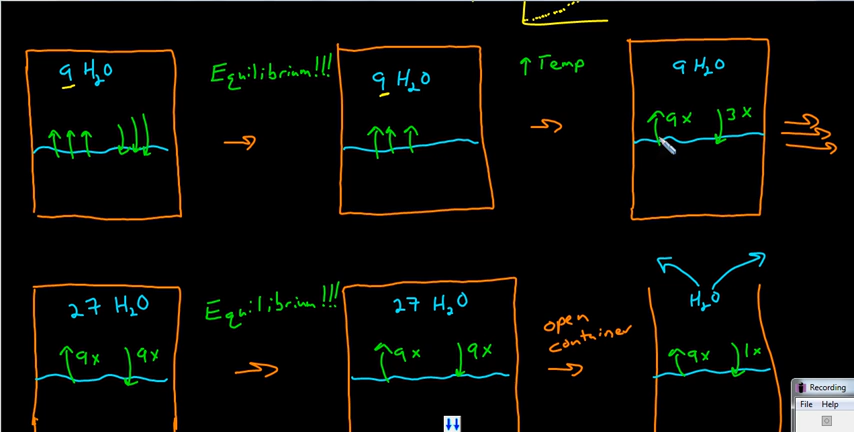 9 H₂O
Equilibrium!!!
9 H₂O
↑ Temp
9 H₂O
9x
3x
27 H₂O
9x
9x
Equilibrium!!!
27 H₂O
9x
9x
open
container
H₂O
9x
1x
Recording
File Help